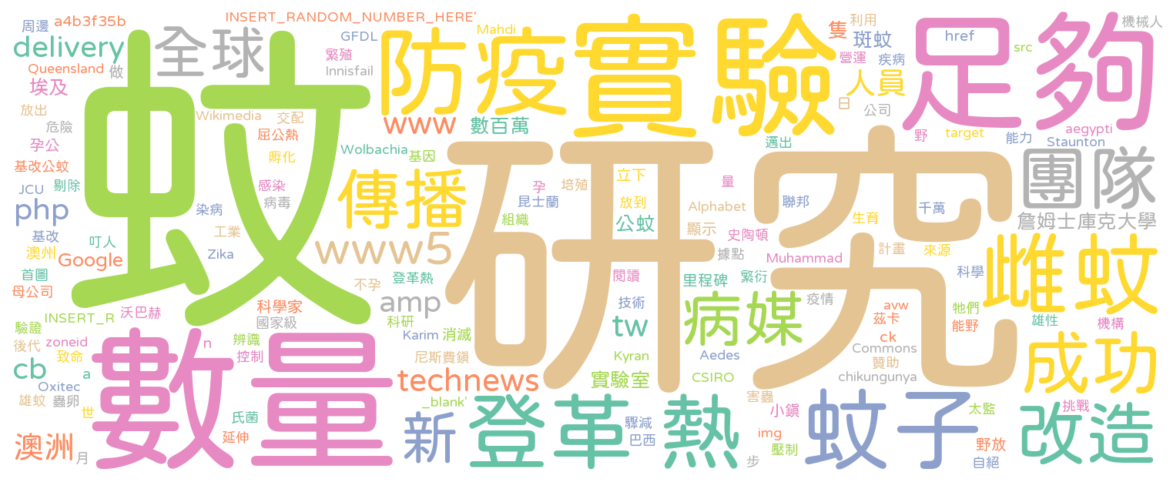 周邊
a4b3f35b
INSERT_RANDOM_NUMBER_HERE'
GFDL
Mahdi
隻
利用
機械人
delivery
全球
防疫
實驗
斑蚊
href
足夠
src
Queensland
做
繁殖
Innisfail
營運
疾病
埃及
人員
放出
Wikimedia
交配
www
數百萬
日
公司
危險
屈公熱
野
target
能力
aegypti
Staunton
孕公
孵化
Wolbachia
基因
邁出
基改公蚊
蚊
研究
團隊
JCU
剔除
感染
病毒
傳播
孕
培殖
立下
量
聯邦
php
染病
昆士蘭
放到
Alphabet
生育
千萬
詹姆士庫克大學
基改
叮人
工業
www5
組織
公蚊
顯示
史陶頓
計畫
來源
澳洲
Google
Zika
據點
Muhammad
科學
雌蚊
首圖
母公司
不孕
登革熱
閱讀
里程碑
繁衍
疫情
牠們
INSERT_R
沃巴赫
科學家
國家級
amp
技術
病媒
avw
茲卡
能野
雄性
機構
驗證
後代
zoneid
n
辨識
控制
科研
Karim
消滅
tw
ck
Commons
贊助
成功
cb
致命
a
數量
尼斯費鎮
Kyran
Aedes
chikungunya
Oxitec
technews
實驗室
CSIRO
雄蚊
蟲卵
_blank'
害蟲
世
氏菌
新
登革熱
驟減
巴西
小鎮
蚊子
太監
挑戰
改造
澳洲
月
延伸
img
壓制
步
野放
自絕